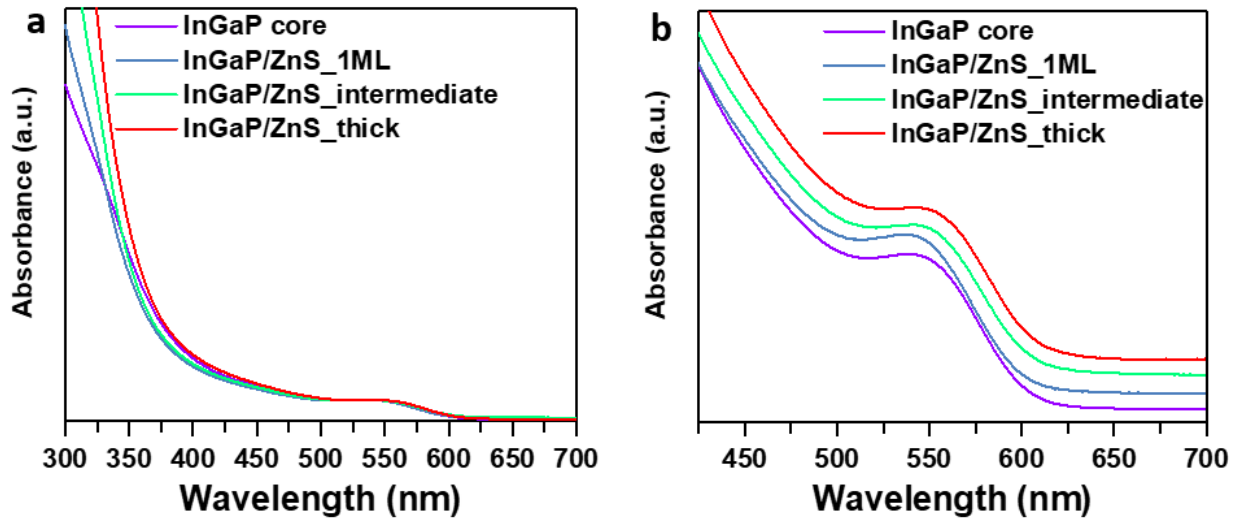 a
InGaP core
InGaP/ZnS_1ML
InGaP/ZnS_intermediate
InGaP/ZnS_thick
Absorbance (a.u.)
300 350 400 450 500 550 600 650 700
Wavelength (nm)
b
InGaP core
InGaP/ZnS_1ML
InGaP/ZnS_intermediate
InGaP/ZnS_thick
Absorbance (a.u.)
450 500 550 600 650 700
Wavelength (nm)